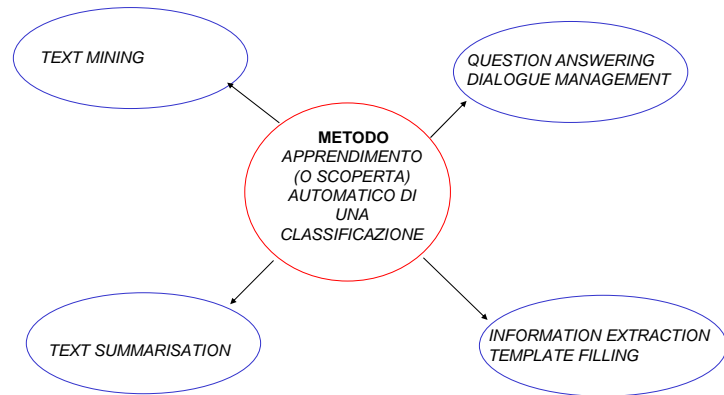 TEXT MINING
QUESTION ANSWERING
DIALOGUE MANAGEMENT
METODO
APPRENDIMENTO
(O SCOPERTA)
AUTOMATICO DI
UNA
CLASSIFICAZIONE
TEXT SUMMARISATION
INFORMATION EXTRACTION
TEMPLATE FILLING